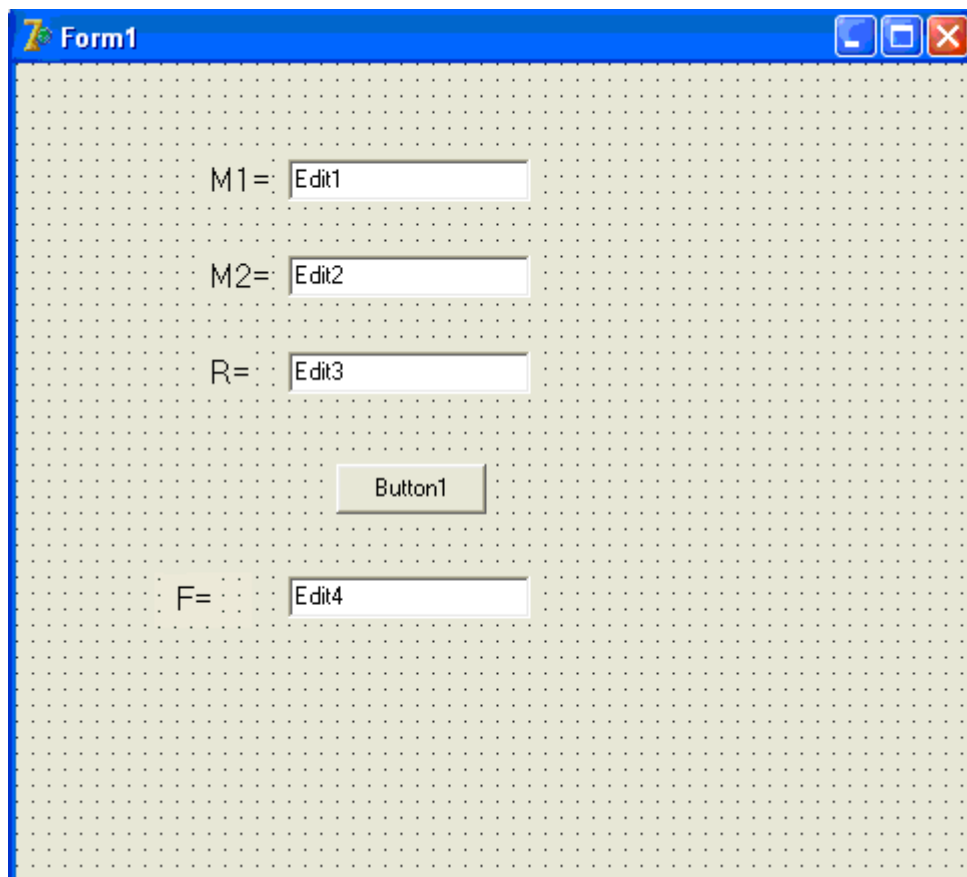 Form1
M1= Edit1
M2= Edit2
R= Edit3
Button1
F= Edit4